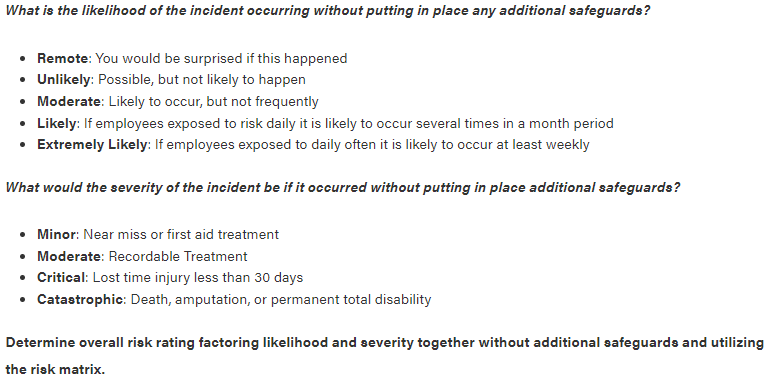 What is the likelihood of the incident occurring without putting in place any additional safeguards?
• Remote: You would be surprised if this happened
• Unlikely: Possible, but not likely to happen
• Moderate: Likely to occur, but not frequently
• Likely: If employees exposed to risk daily it is likely to occur several times in a month period
• Extremely Likely: If employees exposed to daily often it is likely to occur at least weekly
What would the severity of the incident be if it occurred without putting in place additional safeguards?
• Minor: Near miss or first aid treatment
• Moderate: Recordable Treatment
• Critical: Lost time injury less than 30 days
• Catastrophic: Death, amputation, or permanent total disability
Determine overall risk rating factoring likelihood and severity together without additional safeguards and utilizing
the risk matrix.